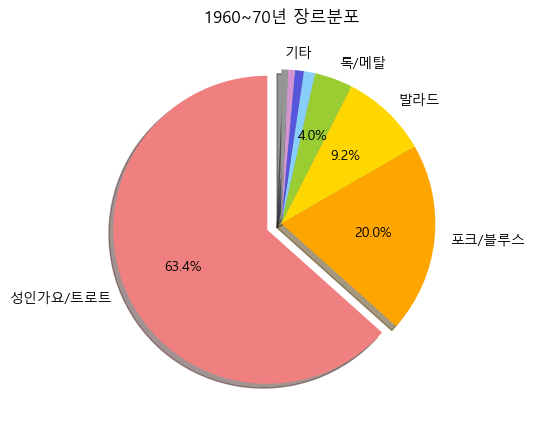 1960~70년 장르분포
기타
록/메탈
발라드
4.0%
9.2%
포크/블루스
20.0%
63.4%
성인가요/트로트